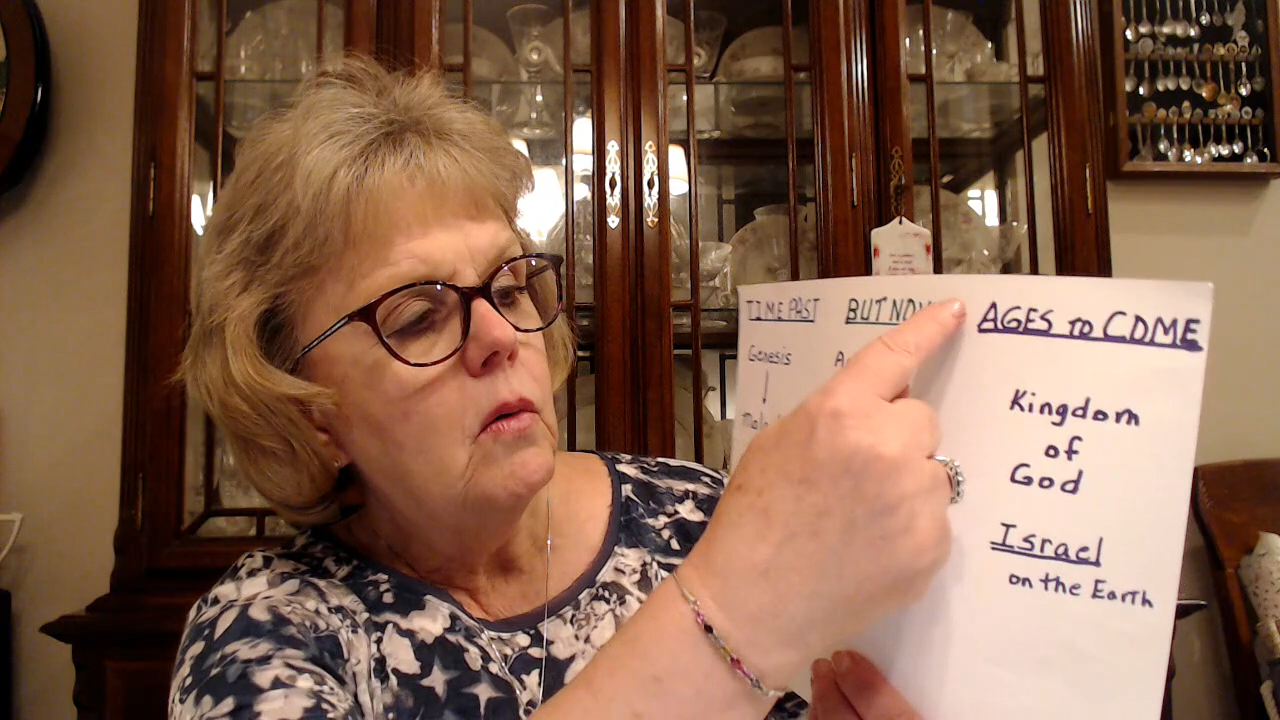 TIME PAST BUT NOW AGES TO COME
Genesis
Kingdom
of
God
Israel
on the Earth